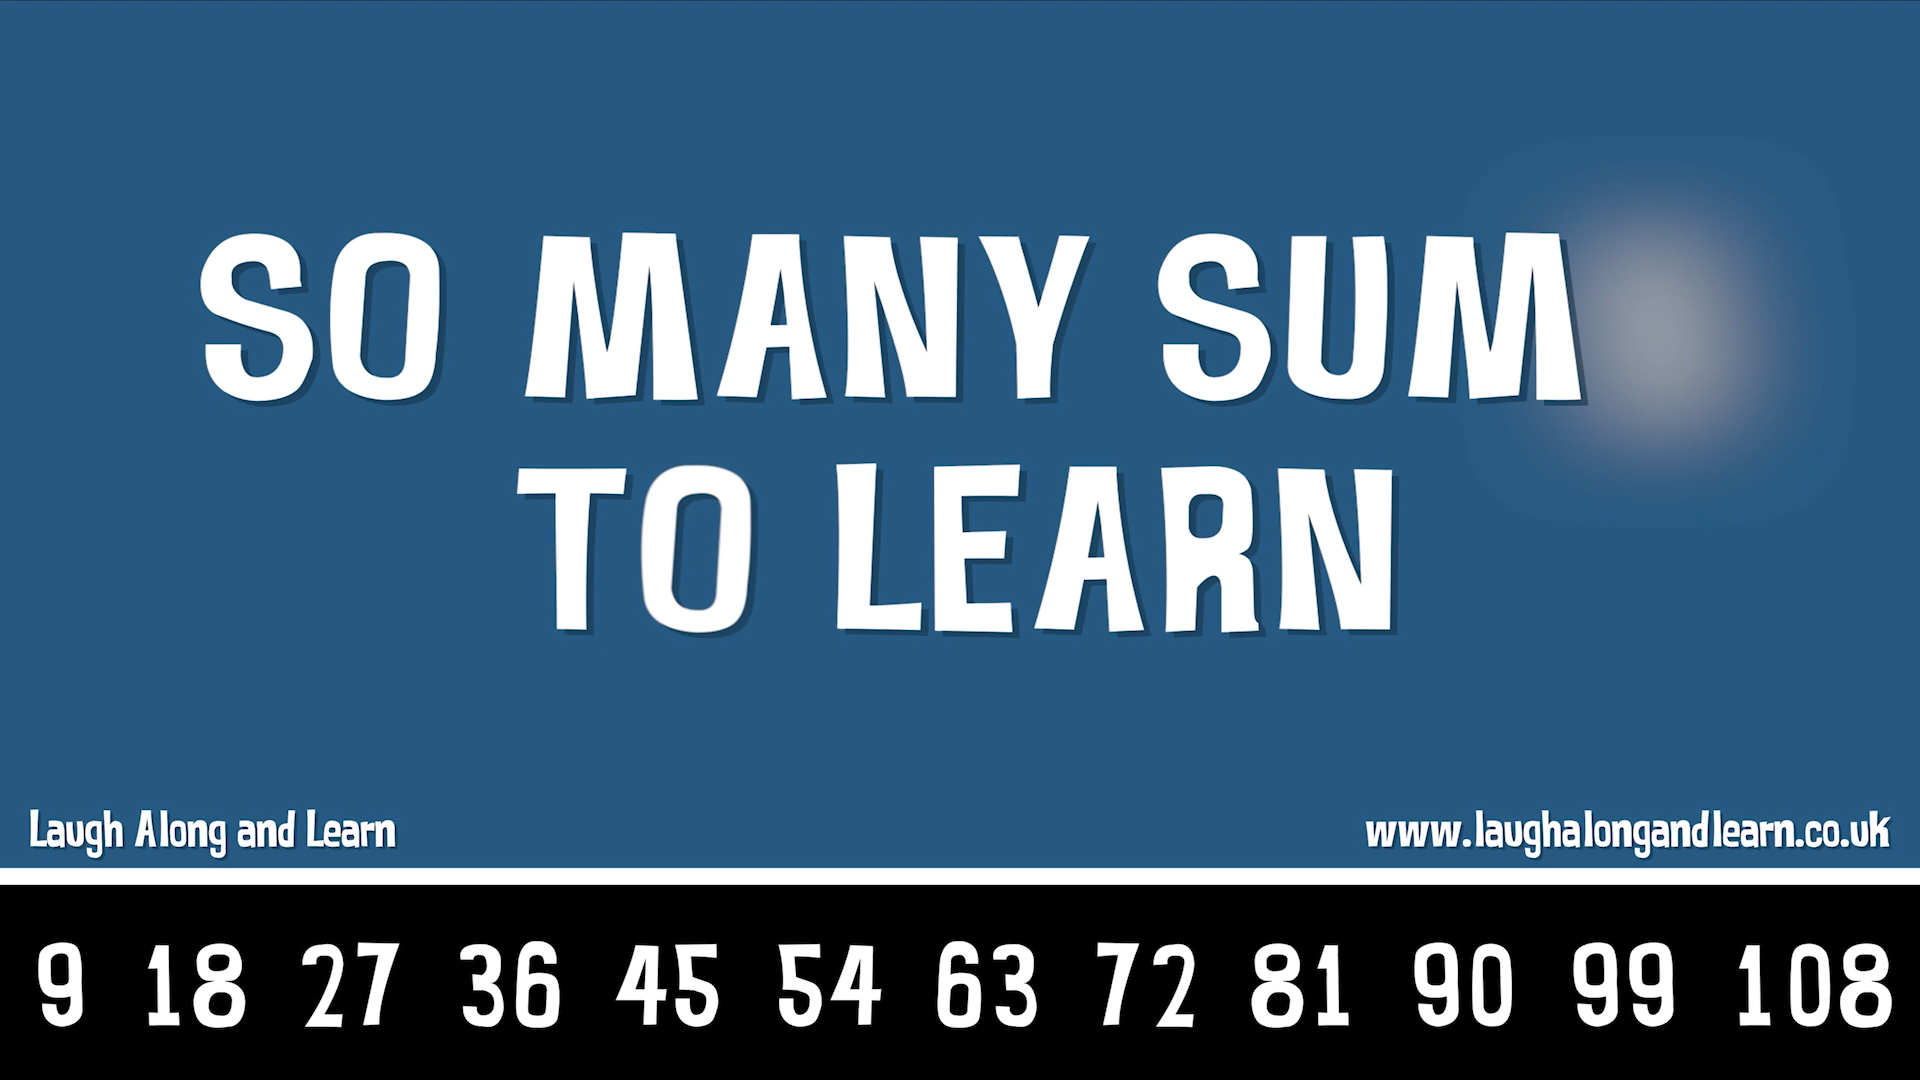 SO MANY SUM
TO LEARN
Laugh Along and Learn
www.laughalongandlearn.co.uk
9 18 27 36 45 54 63 72 81 90 99 108